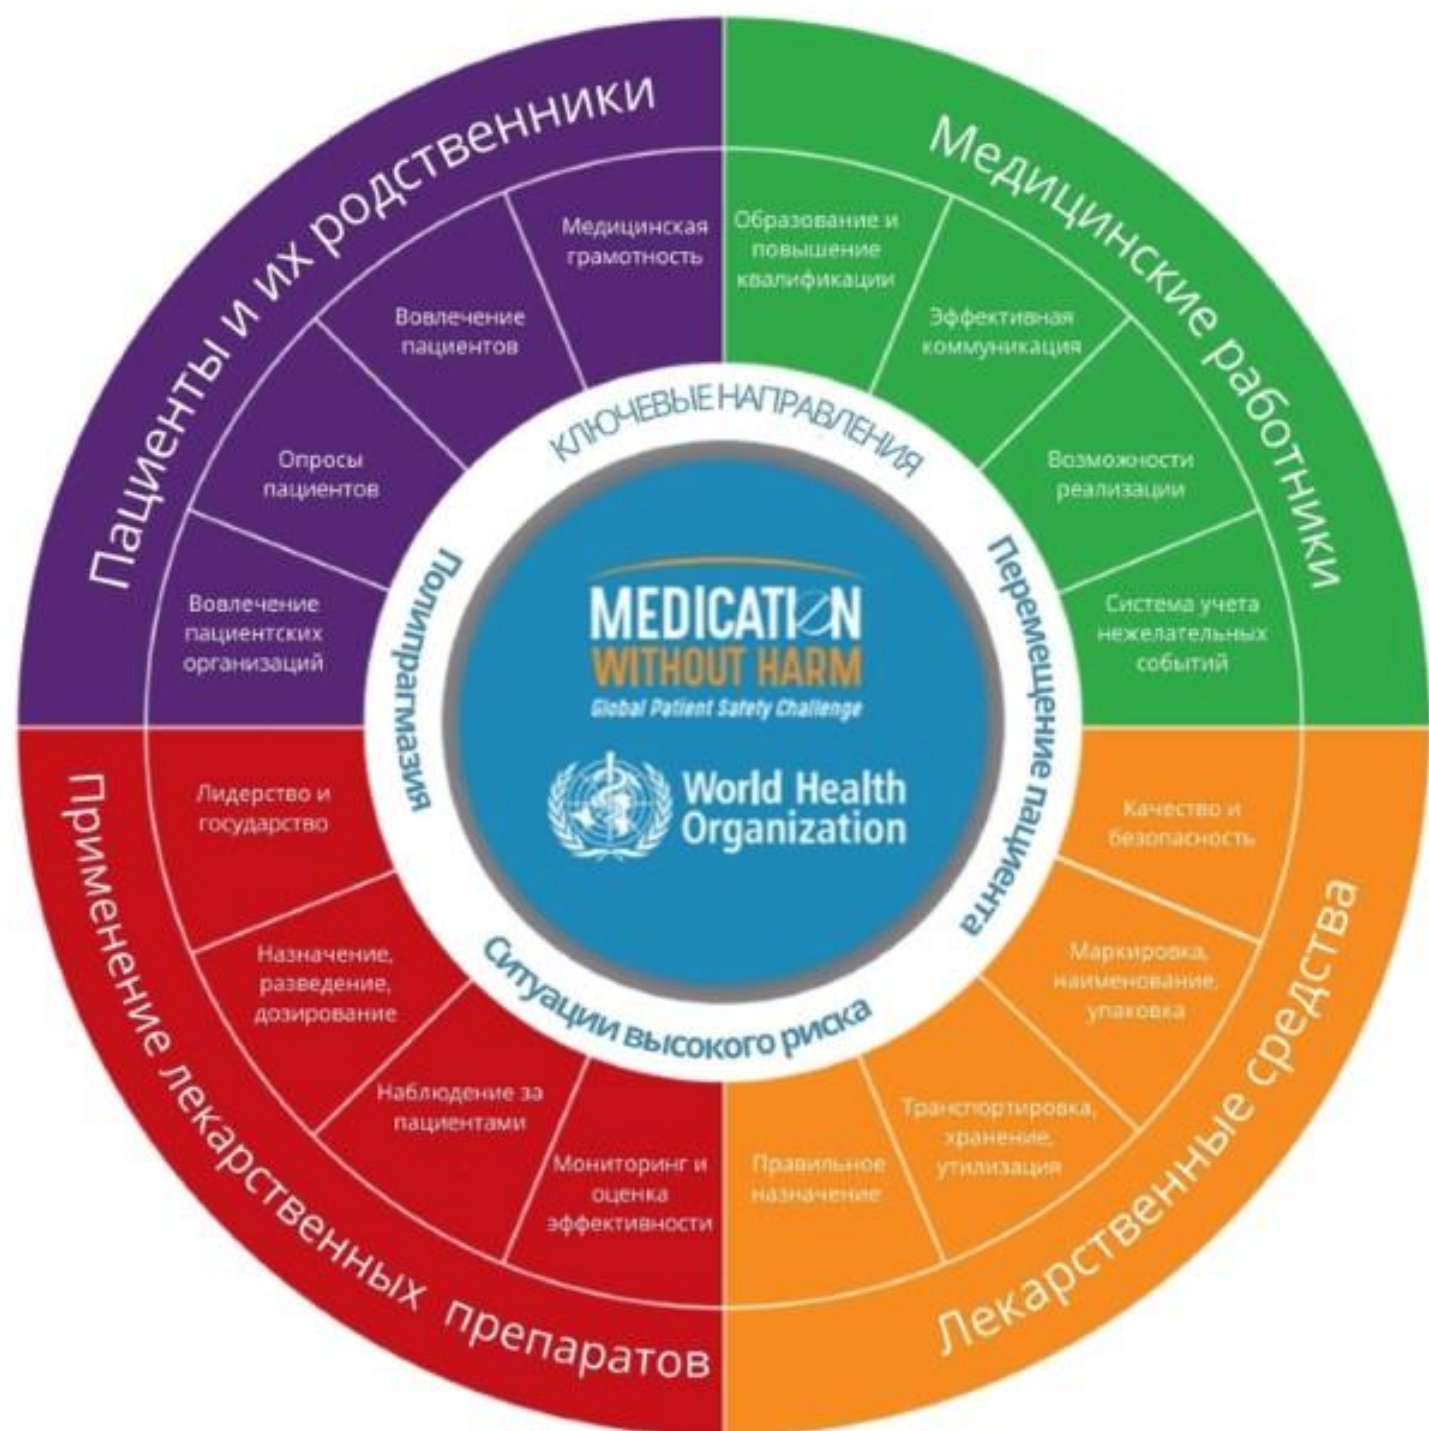 Пациенты и их родственники
Медицинская
грамотность
Вовлечение
пациентов
Опросы
пациентов
Вовлечение
пациентских
организаций
Медицинские работники
Образование и
повышение
квалификации
Эффективная
коммуникация
Возможности
реализации
Система учета
нежелательных
событий
Лекарственные средства
Качество и
безопасность
Маркировка,
наименование,
упаковка
Транспортировка,
хранение,
утилизация
Правильное
назначение
Применение лекарственных препаратов
Лидерство и
государство
Назначение,
разведение,
дозирование
Наблюдение за
пациентами
Мониторинг и
оценка
эффективности
КЛЮЧЕВЫЕ НАПРАВЛЕНИЯ
Перемещение пациента
Ситуации высокого риска
Полипрагмазия
MEDICATION
WITHOUT HARM
Global Patient Safety Challenge
World Health
Organization